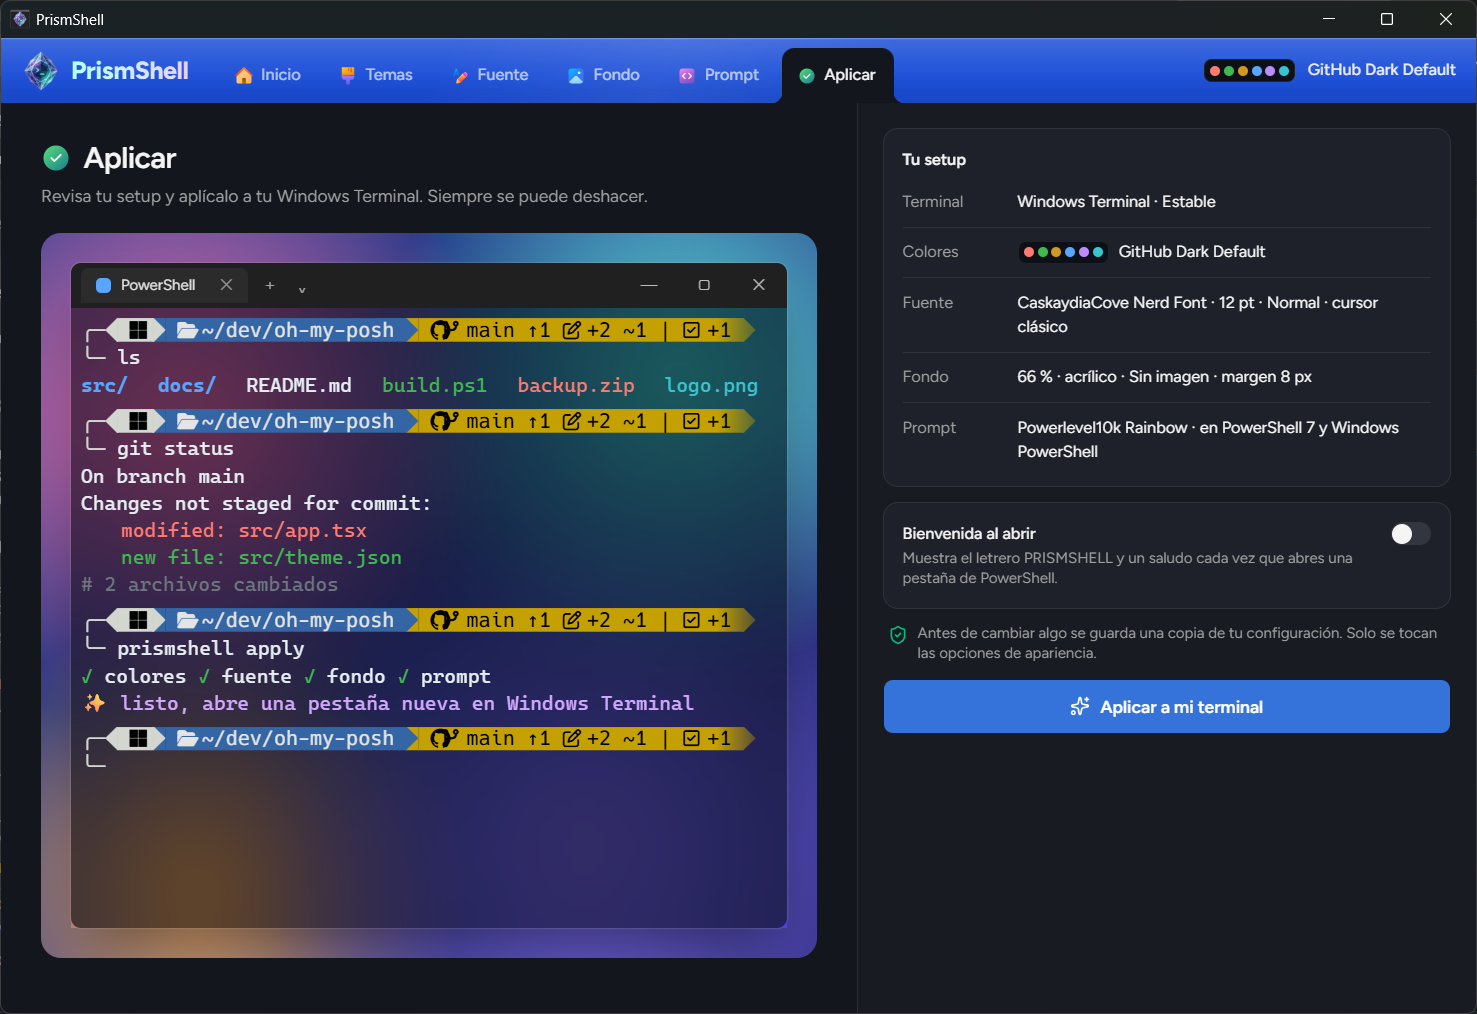 PrismShell
PrismShell
Inicio
Temas
Fuente
Fondo
Prompt
Aplicar
GitHub Dark Default
Aplicar
Revisa tu setup y aplícalo a tu Windows Terminal. Siempre se puede deshacer.
PowerShell
~/dev/oh-my-posh main ↑1 +2 ~1 | +1
ls
src/ docs/ README.md build.ps1 backup.zip logo.png
~/dev/oh-my-posh main ↑1 +2 ~1 | +1
git status
On branch main
Changes not staged for commit:
modified: src/app.tsx
new file: src/theme.json
# 2 archivos cambiados
~/dev/oh-my-posh main ↑1 +2 ~1 | +1
prismshell apply
✓ colores ✓ fuente ✓ fondo ✓ prompt
✨ listo, abre una pestaña nueva en Windows Terminal
~/dev/oh-my-posh main ↑1 +2 ~1 | +1
Tu setup
Terminal Windows Terminal · Estable
Colores GitHub Dark Default
Fuente CaskaydiaCove Nerd Font · 12 pt · Normal · cursor
clásico
Fondo 66 % · acrílico · Sin imagen · margen 8 px
Prompt Powerlevel10k Rainbow · en PowerShell 7 y Windows
PowerShell
Bienvenida al abrir
Muestra el letrero PRISMSHELL y un saludo cada vez que abres una
pestaña de PowerShell.
Antes de cambiar algo se guarda una copia de tu configuración. Solo se tocan
las opciones de apariencia.
Aplicar a mi terminal